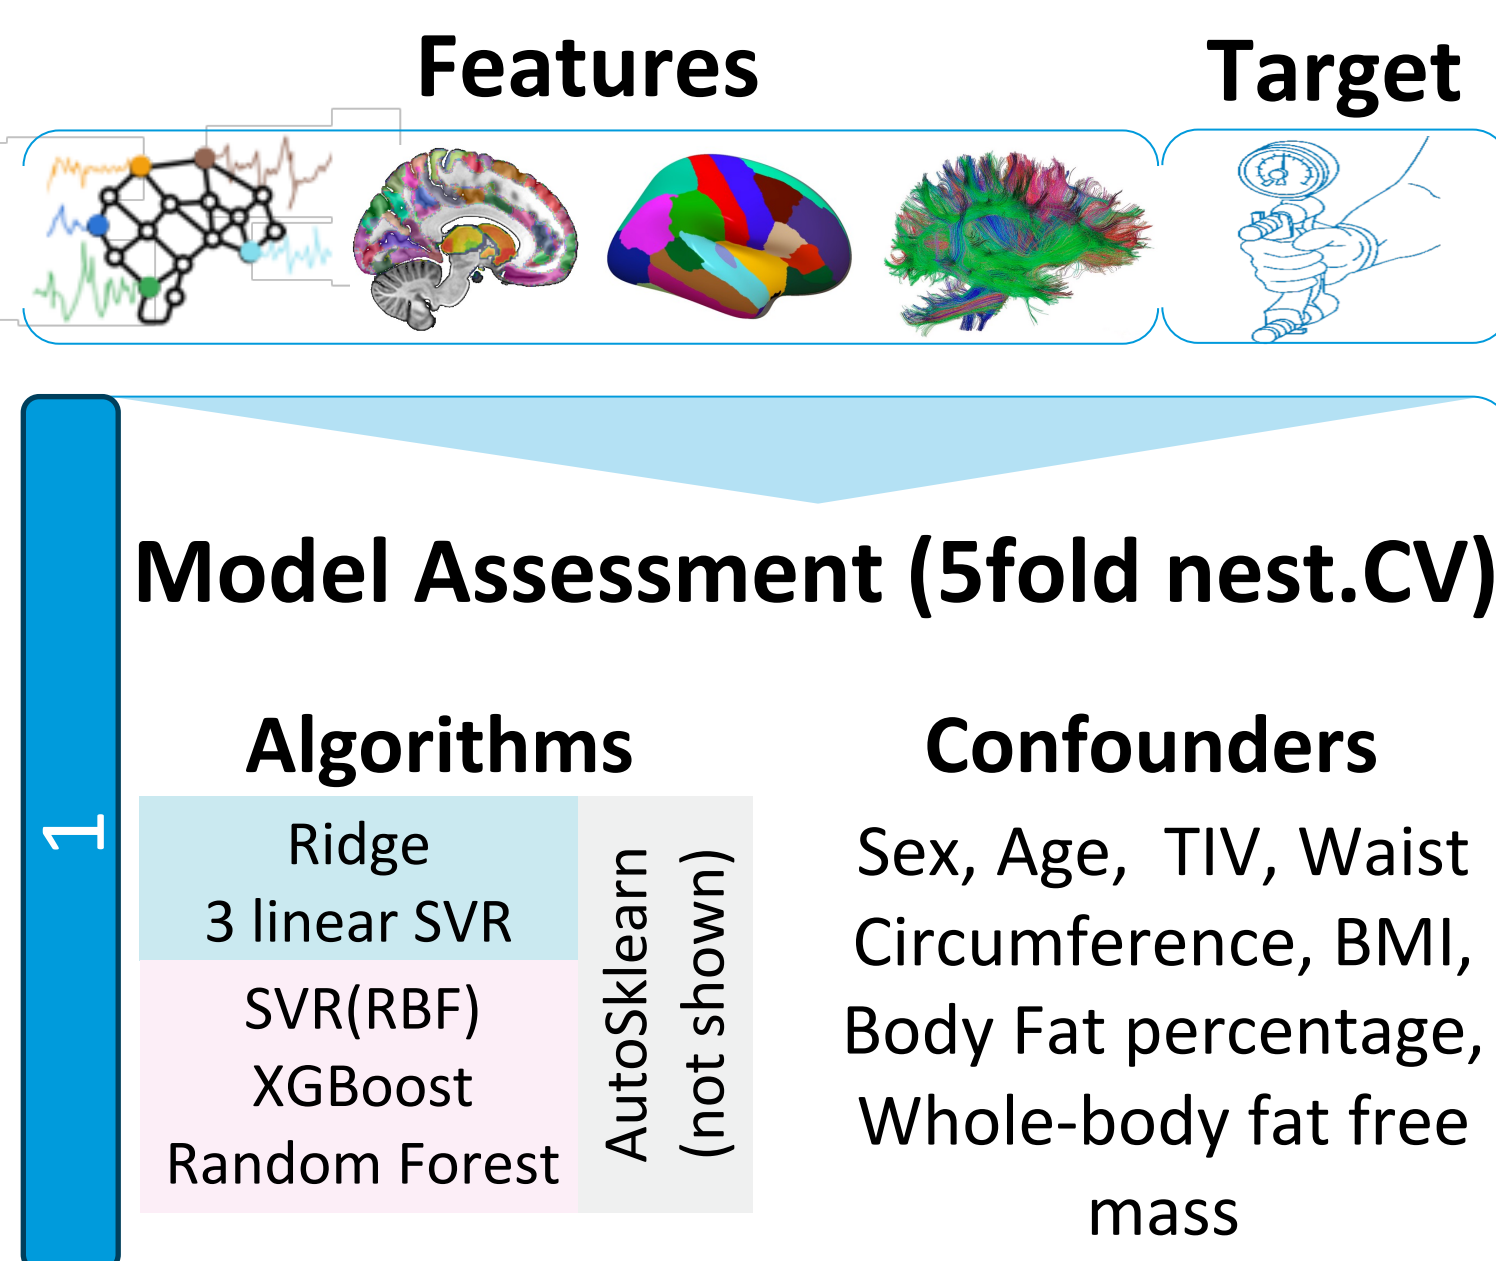 Features
Target
Model Assessment (5fold nest.CV)
1
Algorithms
Ridge
3 linear SVR
SVR(RBF)
XGBoost
Random Forest
AutoSklearn
(not shown)
Confounders
Sex, Age,  TIV, Waist
Circumference, BMI,
Body Fat percentage,
Whole-body fat free
mass